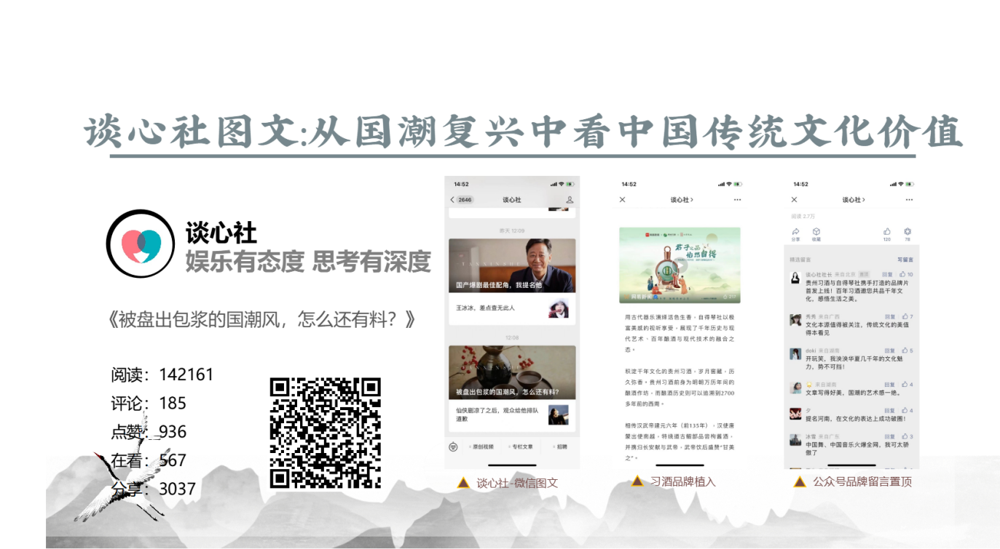 谈心社图文:从国潮复兴中看中国传统文化价值
谈心社
娱乐有态度 思考有深度
《被盘出包浆的国潮风，怎么还有料？》
阅读：142161
评论：185
点赞：936
在看：567
分享：3037
14:52
2646
谈心社
昨天 12:09
TANXINSHE
国产爆剧最佳配角，我提名他
王冰冰，差点查无此人
12:08
TANXINSHE
被盘出包浆的国潮风，怎么还有料？
仙侠剧凉了之后，观众给他排队
道歉
原创视频
专栏文章
招聘
谈心社-微信图文
14:52
谈心社
君子之品
怡然自得
网易新闻
用古代器乐演绎活色生香，自得琴社以极
富美感的视听享受，展现了千年历史与现
代艺术、百年酿酒与现代技术的融合之
态。
积淀千年文化的贵州习酒，岁月窖藏，历
久弥香。贵州习酒前身为明朝万历年间的
酿酒作坊，而酿酒历史则可以追溯到2700
多年前的西周。
相传汉武帝建元六年（前135年），汉使唐
蒙出使南越，特绕道古鳛部品尝枸酱酒，
并携归长安献与武帝，武帝饮后盛赞“甘美
之”。
习酒品牌植入
14:52
谈心社
阅读 2.7万
分享
收藏
120
78
精选留言
写留言
谈心社社长 来自北京 置顶 回复 10
贵州习酒与自得琴社携手打造的品牌片
首发上线！百年习酒邀您共品千年文
化，感悟生活之美。
秀秀 来自广西 回复 7
文化本源值得被关注，传统文化的美值
得本看见
doki 来自湖南 回复 5
开玩笑，我泱泱华夏几千年的文化魅
力，势不可挡！
来自湖南 回复 4
文章写得好美，国潮的艺术感一绝。
夕 回复 4
提名河南，在文化的表达上成功破圈！
冰雪 来自广东 回复 3
中国舞、中国音乐火爆全网，我可太骄
傲了
公众号品牌留言置顶